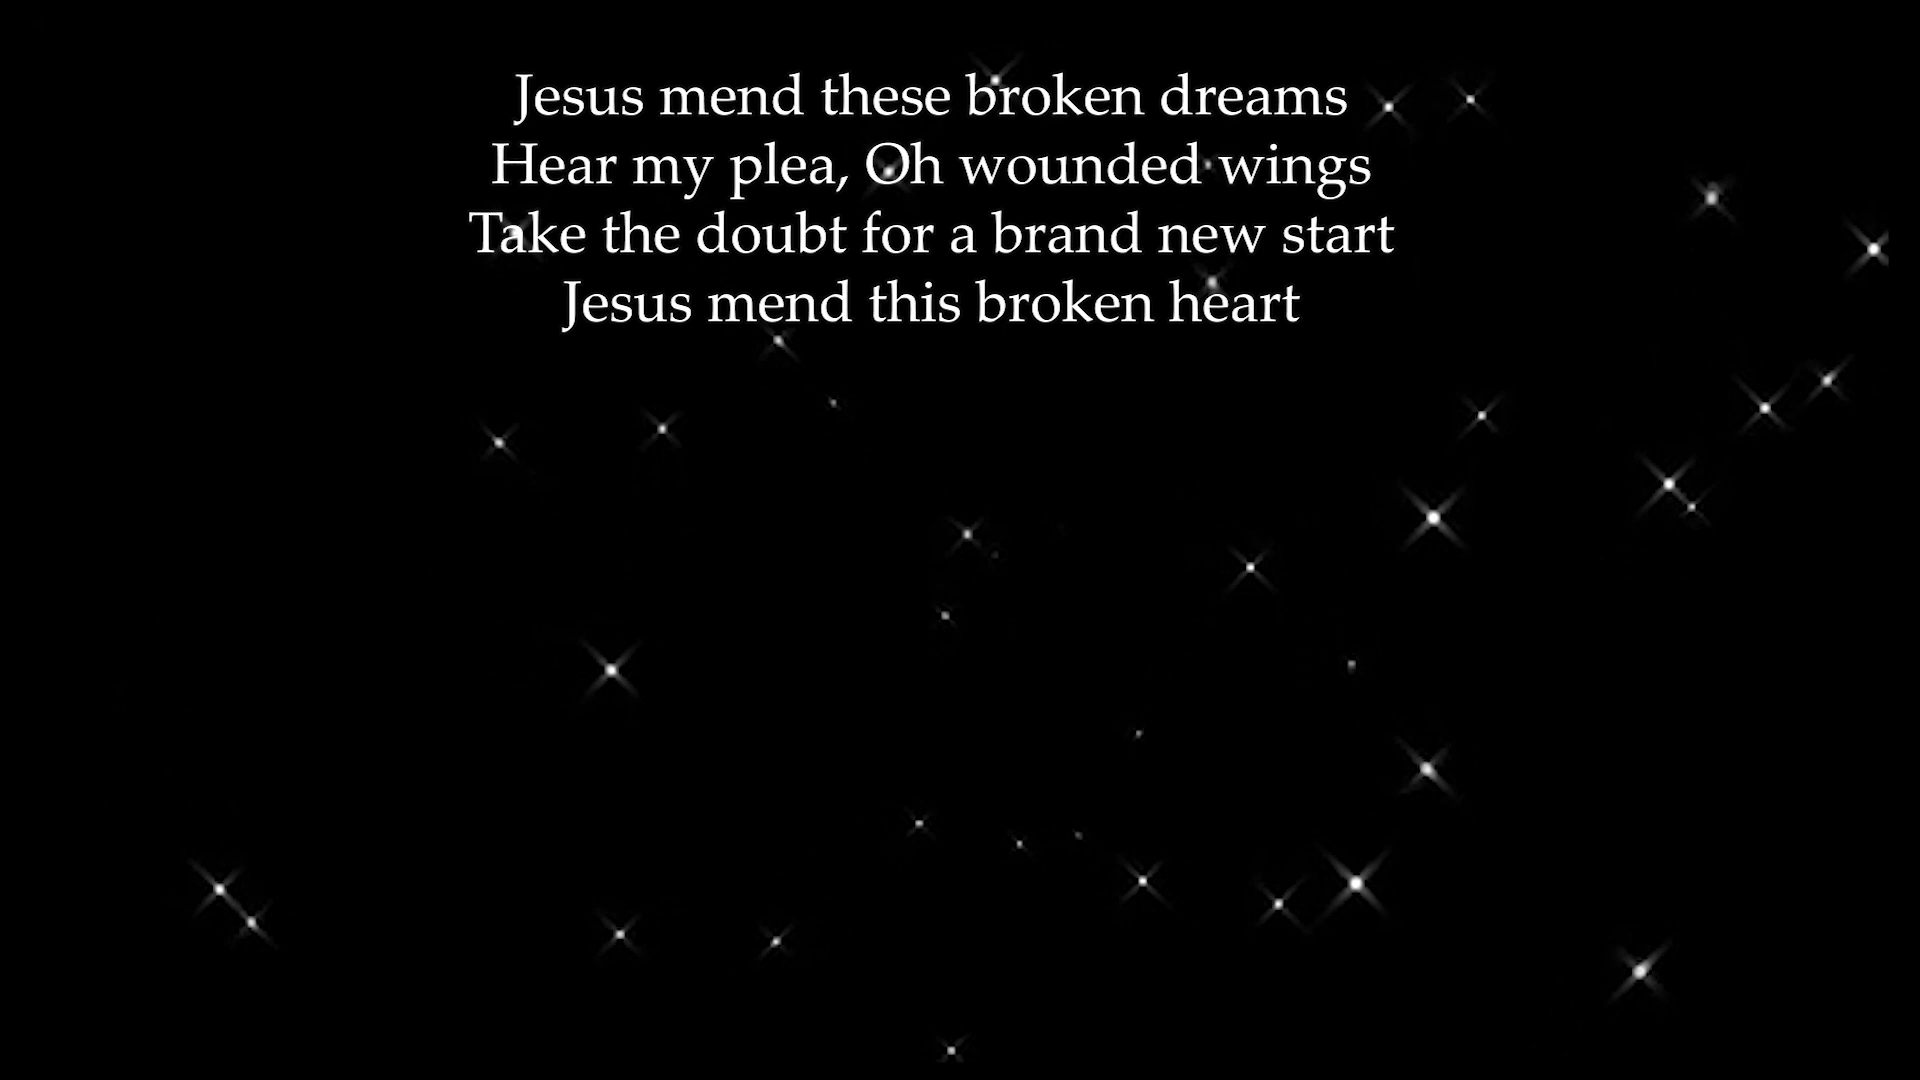 Jesus mend these broken dreams
Hear my plea, Oh wounded wings
Take the doubt for a brand new start
Jesus mend this broken heart